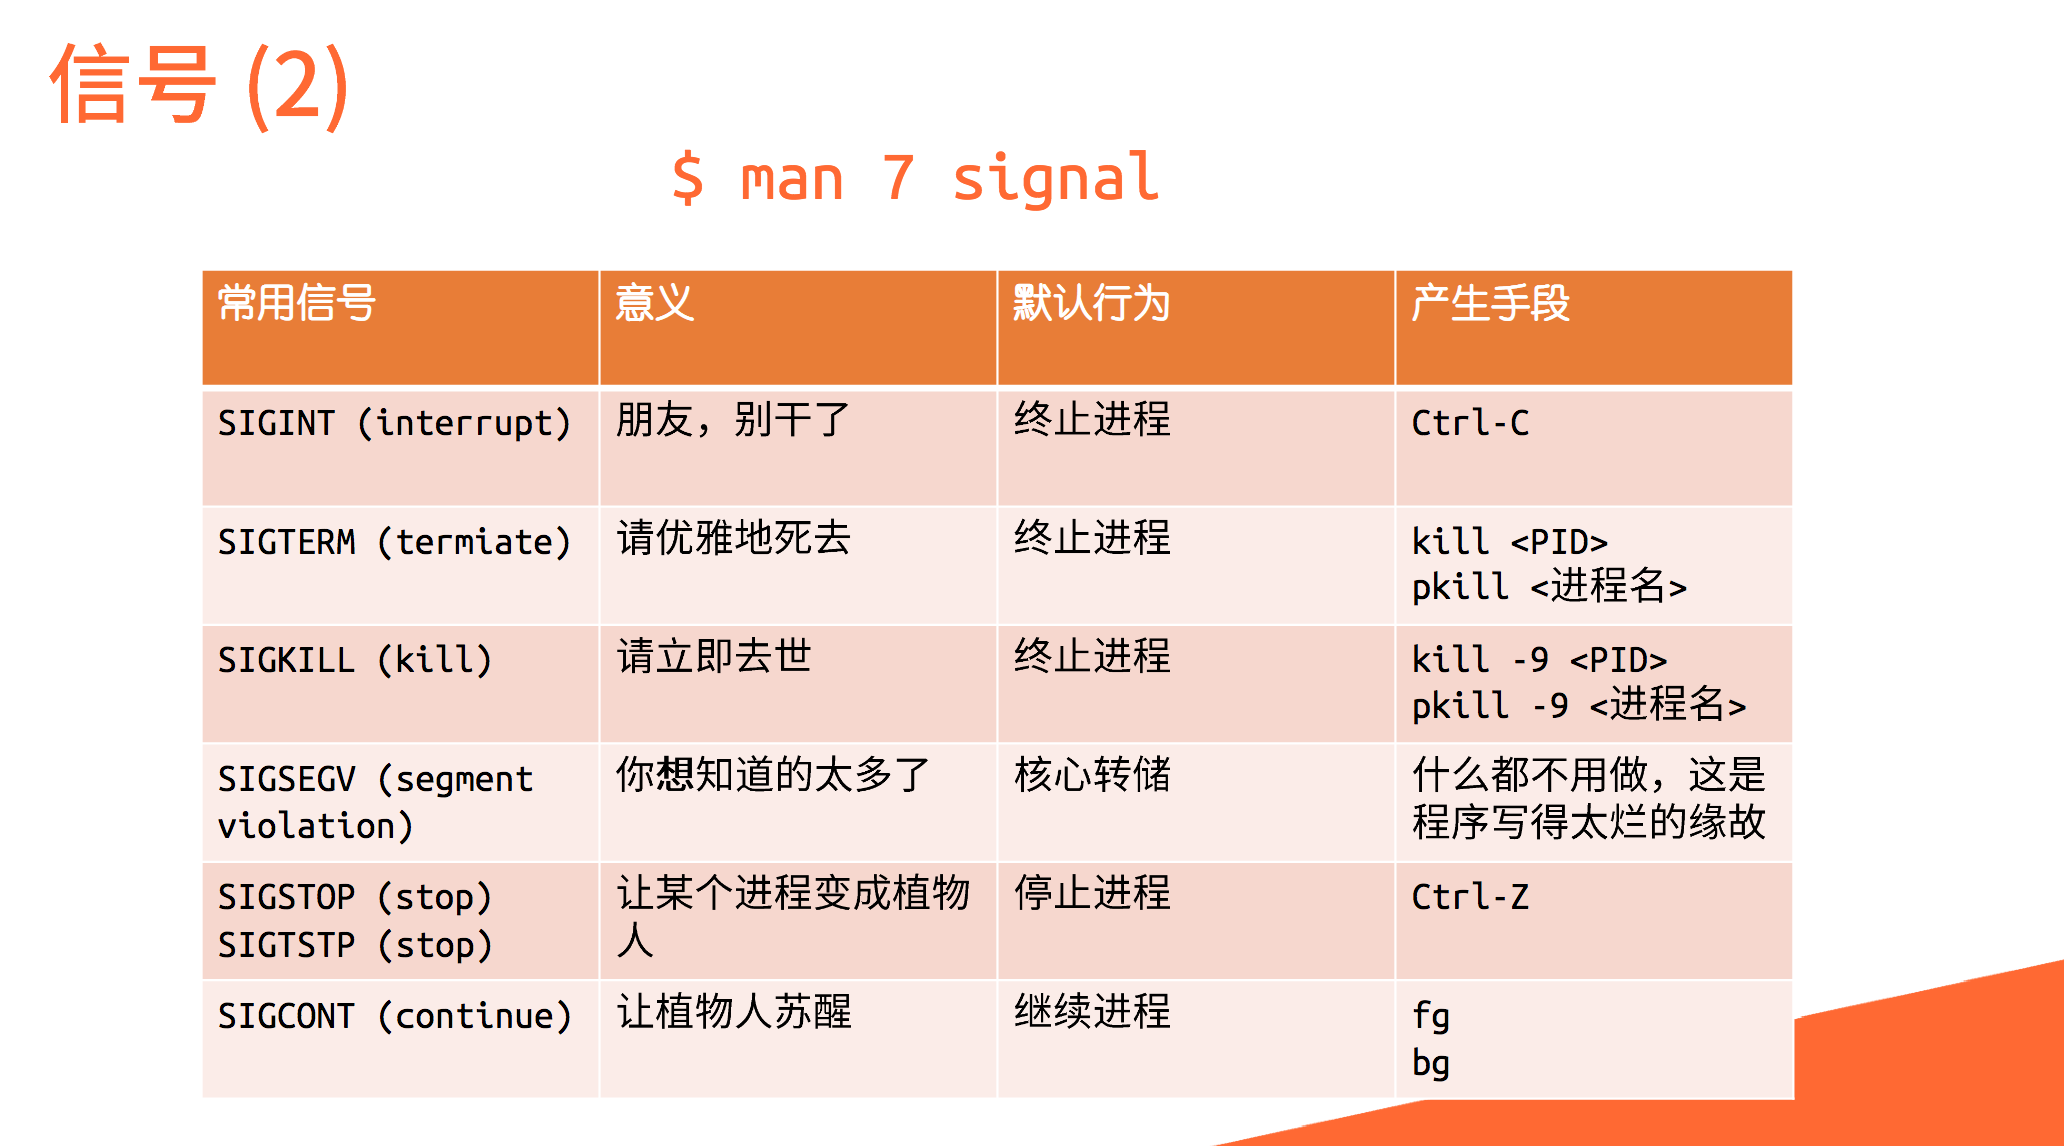 信号 (2)
$ man 7 signal
常用信号 意义 默认行为 产生手段
SIGINT (interrupt) 朋友，别干了 终止进程 Ctrl-C
SIGTERM (termiate) 请优雅地死去 终止进程 kill <PID>
pkill <进程名>
SIGKILL (kill) 请立即去世 终止进程 kill -9 <PID>
pkill -9 <进程名>
SIGSEGV (segment 你想知道的太多了 核心转储 什么都不用做，这是
violation) 程序写得太烂的缘故
SIGSTOP (stop) 让某个进程变成植物 停止进程 Ctrl-Z
SIGTSTP (stop) 人
SIGCONT (continue) 让植物人苏醒 继续进程 fg
bg